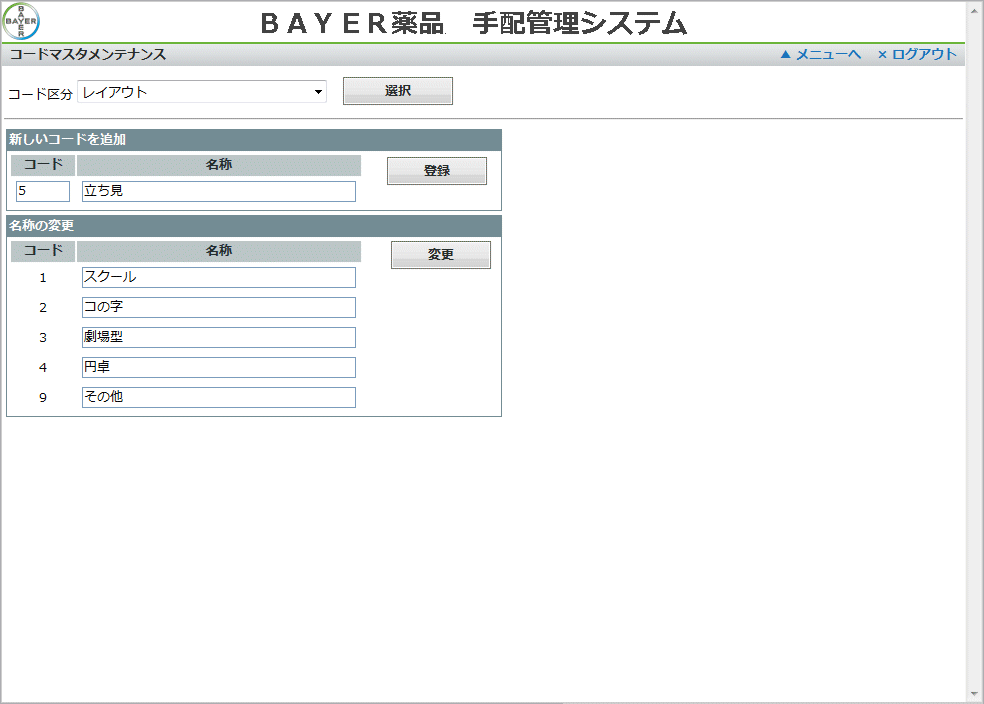 BAYER
BAYER
ＢＡＹＥＲ薬品　手配管理システム
コードマスタメンテナンス ▲ メニューへ × ログアウト
コード区分 レイアウト 選択
新しいコードを追加
コード 名称 登録
5 立ち見
名称の変更
コード 名称 変更
1 スクール
2 コの字
3 劇場型
4 円卓
9 その他